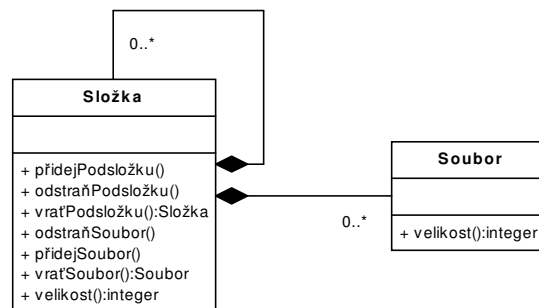 0..*
Složka
+ přidejPodsložku()
+ odstraňPodsložku()
+ vraťPodsložku():Složka
+ odstraňSoubor()
+ přidejSoubor()
+ vraťSoubor():Soubor
+ velikost():integer
0..*
Soubor
+ velikost():integer